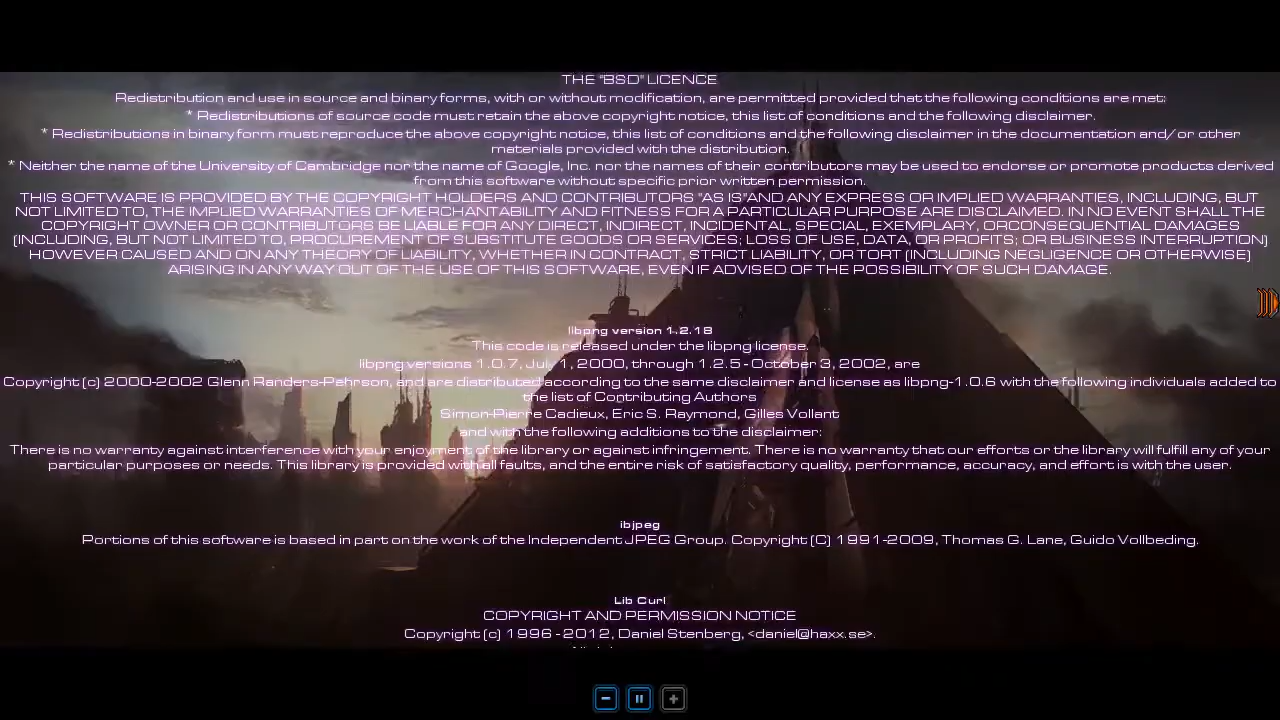 THE "BSD" LICENCE
Redistribution and use in source and binary forms, with or without modification, are permitted provided that the following conditions are met:
* Redistributions of source code must retain the above copyright notice, this list of conditions and the following disclaimer.
* Redistributions in binary form must reproduce the above copyright notice, this list of conditions and the following disclaimer in the documentation and/or other
materials provided with the distribution.
* Neither the name of the University of Cambridge nor the name of Google, Inc. nor the names of their contributors may be used to endorse or promote products derived
from this software without specific prior written permission.
THIS SOFTWARE IS PROVIDED BY THE COPYRIGHT HOLDERS AND CONTRIBUTORS "AS IS"AND ANY EXPRESS OR IMPLIED WARRANTIES, INCLUDING, BUT
NOT LIMITED TO, THE IMPLIED WARRANTIES OF MERCHANTABILITY AND FITNESS FOR A PARTICULAR PURPOSE ARE DISCLAIMED. IN NO EVENT SHALL THE
COPYRIGHT OWNER OR CONTRIBUTORS BE LIABLE FOR ANY DIRECT, INDIRECT, INCIDENTAL, SPECIAL, EXEMPLARY, ORCONSEQUENTIAL DAMAGES
(INCLUDING, BUT NOT LIMITED TO, PROCUREMENT OF SUBSTITUTE GOODS OR SERVICES; LOSS OF USE, DATA, OR PROFITS; OR BUSINESS INTERRUPTION)
HOWEVER CAUSED AND ON ANY THEORY OF LIABILITY, WHETHER IN CONTRACT, STRICT LIABILITY, OR TORT (INCLUDING NEGLIGENCE OR OTHERWISE)
ARISING IN ANY WAY OUT OF THE USE OF THIS SOFTWARE, EVEN IF ADVISED OF THE POSSIBILITY OF SUCH DAMAGE.
libpng version 1.2.18
This code is released under the libpng license.
libpng versions 1.0.7, July 1, 2000, through 1.2.5 - October 3, 2002, are
Copyright (c) 2000-2002 Glenn Randers-Pehrson, and are distributed according to the same disclaimer and license as libpng-1.0.6 with the following individuals added to
the list of Contributing Authors
Simon-Pierre Cadieux, Eric S. Raymond, Gilles Vollant
and with the following additions to the disclaimer:
There is no warranty against interference with your enjoyment of the library or against infringement. There is no warranty that our efforts or the library will fulfill any of your
particular purposes or needs. This library is provided with all faults, and the entire risk of satisfactory quality, performance, accuracy, and effort is with the user.
ibjpeg
Portions of this software is based in part on the work of the Independent JPEG Group. Copyright (C) 1991-2009, Thomas G. Lane, Guido Vollbeding.
Lib Curl
COPYRIGHT AND PERMISSION NOTICE
Copyright (c) 1996 - 2012, Daniel Stenberg, <daniel@haxx.se>.